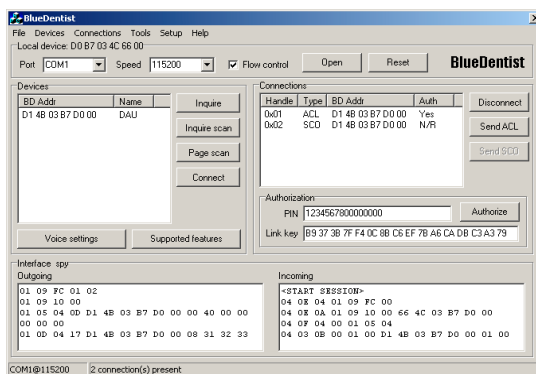 BlueDentist
File Devices Connections Tools Setup Help
Local device: D0 B7 03 4C 66 00
Port COM1 Speed 115200 Flow control Open Reset BlueDentist
Devices
BD Addr Name
D1 4B 03 B7 D0 00 DAU
Inquire
Inquire scan
Page scan
Connect
Voice settings Supported features
Connections
Handle Type BD Addr Auth
0x01 ACL D1 4B 03 B7 D0 00 Yes
0x02 SCO D1 4B 03 B7 D0 00 N/R
Disconnect
Send ACL
Send SCO
Authorization
PIN 1234567800000000 Authorize
Link key B9 37 3B 7F F4 0C 8B C6 EF 7B A6 CA DB C3 A3 79
Interface spy
Outgoing
01 09 FC 01 02
01 09 10 00
01 05 04 0D D1 4B 03 B7 D0 00 00 40 00 00
00 00 00
01 0D 04 17 D1 4B 03 B7 D0 00 08 31 32 33
Incoming
<START SESSION>
04 0E 04 01 09 FC 00
04 0E 0A 01 09 10 00 66 4C 03 B7 D0 00
04 0F 04 00 01 05 04
04 03 0B 00 01 00 D1 4B 03 B7 D0 00 01 00
COM1@115200 2 connection(s) present